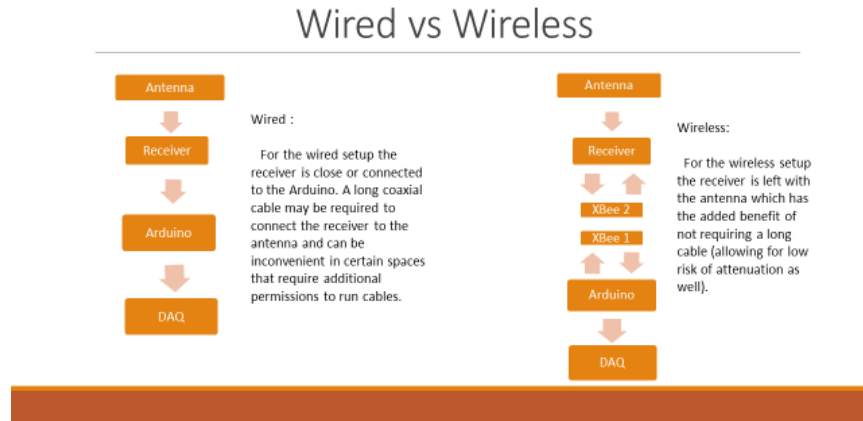 Wired vs Wireless
Antenna
Receiver
Arduino
DAQ
Wired :
For the wired setup the
receiver is close or connected
to the Arduino. A long coaxial
cable may be required to
connect the receiver to the
antenna and can be
inconvenient in certain spaces
that require additional
permissions to run cables.
Antenna
Receiver
XBee 2
XBee 1
Arduino
DAQ
Wireless:
For the wireless setup
the receiver is left with
the antenna which has
the added benefit of
not requiring a long
cable (allowing for low
risk of attenuation as
well).